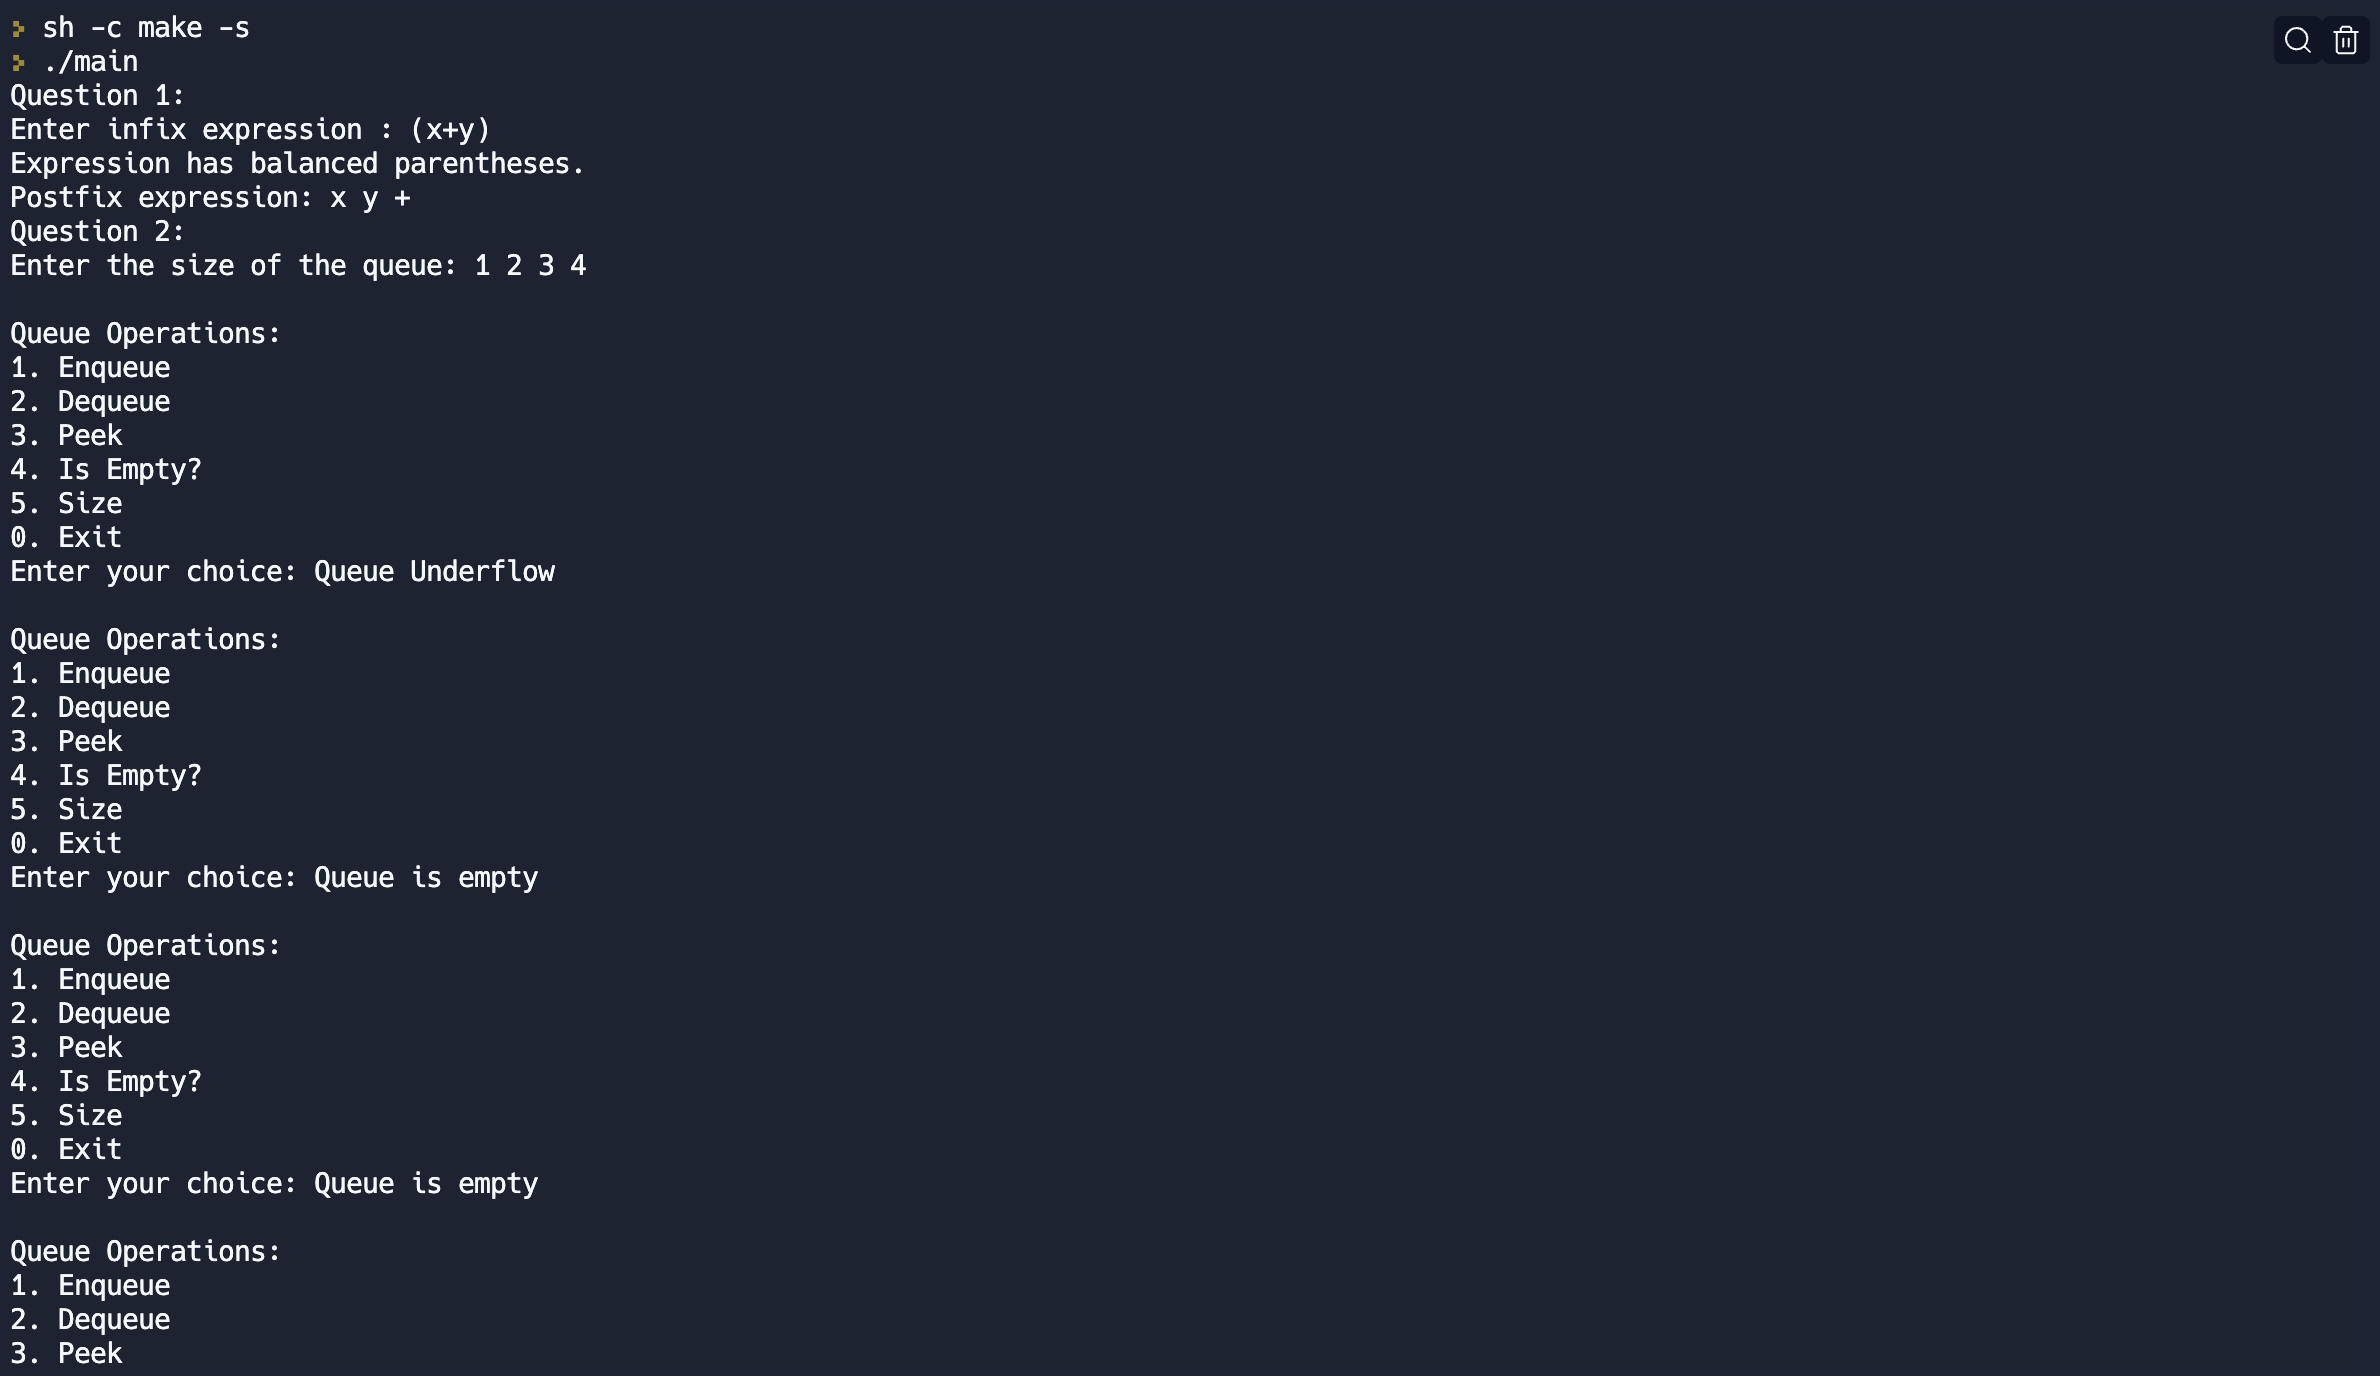 sh -c make -s
./main
Question 1:
Enter infix expression : (x+y)
Expression has balanced parentheses.
Postfix expression: x y +
Question 2:
Enter the size of the queue: 1 2 3 4
Queue Operations:
1. Enqueue
2. Dequeue
3. Peek
4. Is Empty?
5. Size
0. Exit
Enter your choice: Queue Underflow
Queue Operations:
1. Enqueue
2. Dequeue
3. Peek
4. Is Empty?
5. Size
0. Exit
Enter your choice: Queue is empty
Queue Operations:
1. Enqueue
2. Dequeue
3. Peek
4. Is Empty?
5. Size
0. Exit
Enter your choice: Queue is empty
Queue Operations:
1. Enqueue
2. Dequeue
3. Peek